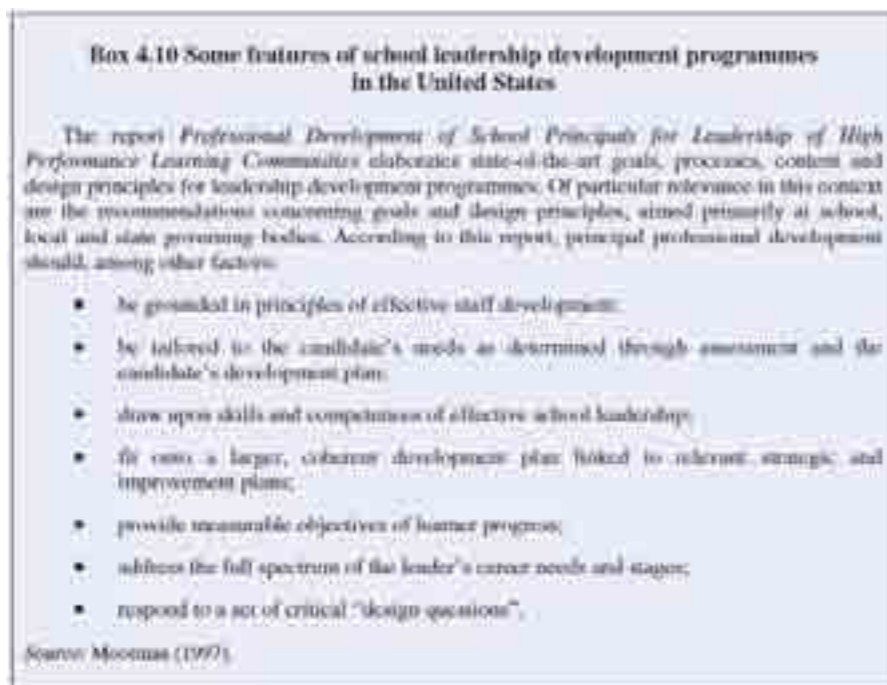 Box 4.10 Some features of school leadership development programmes
in the United States
The report Professional Development of School Principals for Leadership of High
Performance Learning Communities elaborates state-of-the-art goals, processes, content and
design principles for leadership development programmes. Of particular relevance in this context
are the recommendations concerning goals and design principles, aimed primarily at school,
local and state governing bodies. According to this report, principal professional development
should, among other factors:
• be grounded in principles of effective staff development;
• be tailored to the candidate's needs as determined through assessment and the
candidate's development plan;
• draw upon skills and competences of effective school leadership;
• fit onto a larger, coherent development plan linked to relevant strategic and
improvement plans;
• provide measurable objectives of learner progress;
• address the full spectrum of the leader's career needs and stages;
• respond to a set of critical "design questions".
Source: Moorman (1997).